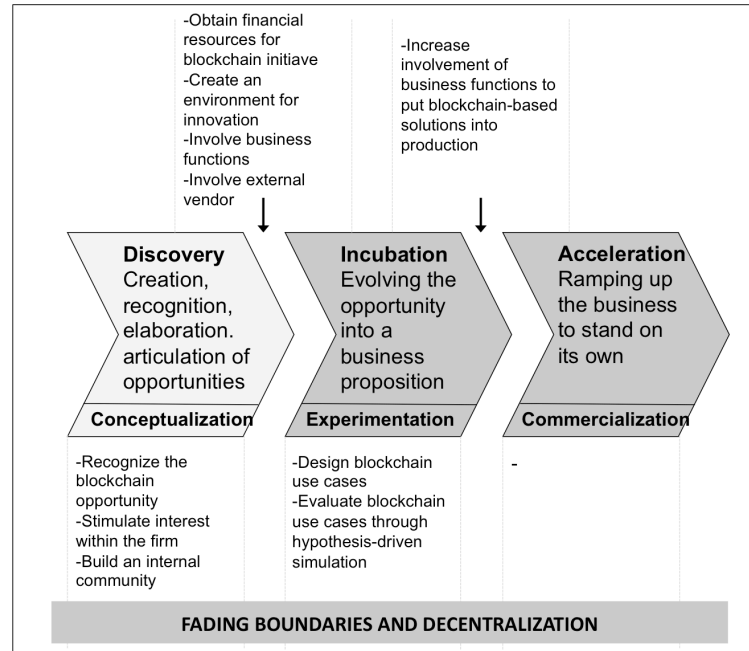 -Obtain financial
resources for
blockchain initiave
-Create an
environment for
innovation
-Involve business
functions
-Involve external
vendor
-Increase
involvement of
business functions to
put blockchain-based
solutions into
production
Discovery
Creation,
recognition,
elaboration.
articulation of
opportunities
Conceptualization
Incubation
Evolving the
opportunity
into a
business
proposition
Experimentation
Acceleration
Ramping up
the business
to stand on
its own
Commercialization
-Recognize the
blockchain
opportunity
-Stimulate interest
within the firm
-Build an internal
community
-Design blockchain
use cases
-Evaluate blockchain
use cases through
hypothesis-driven
simulation
-
FADING BOUNDARIES AND DECENTRALIZATION